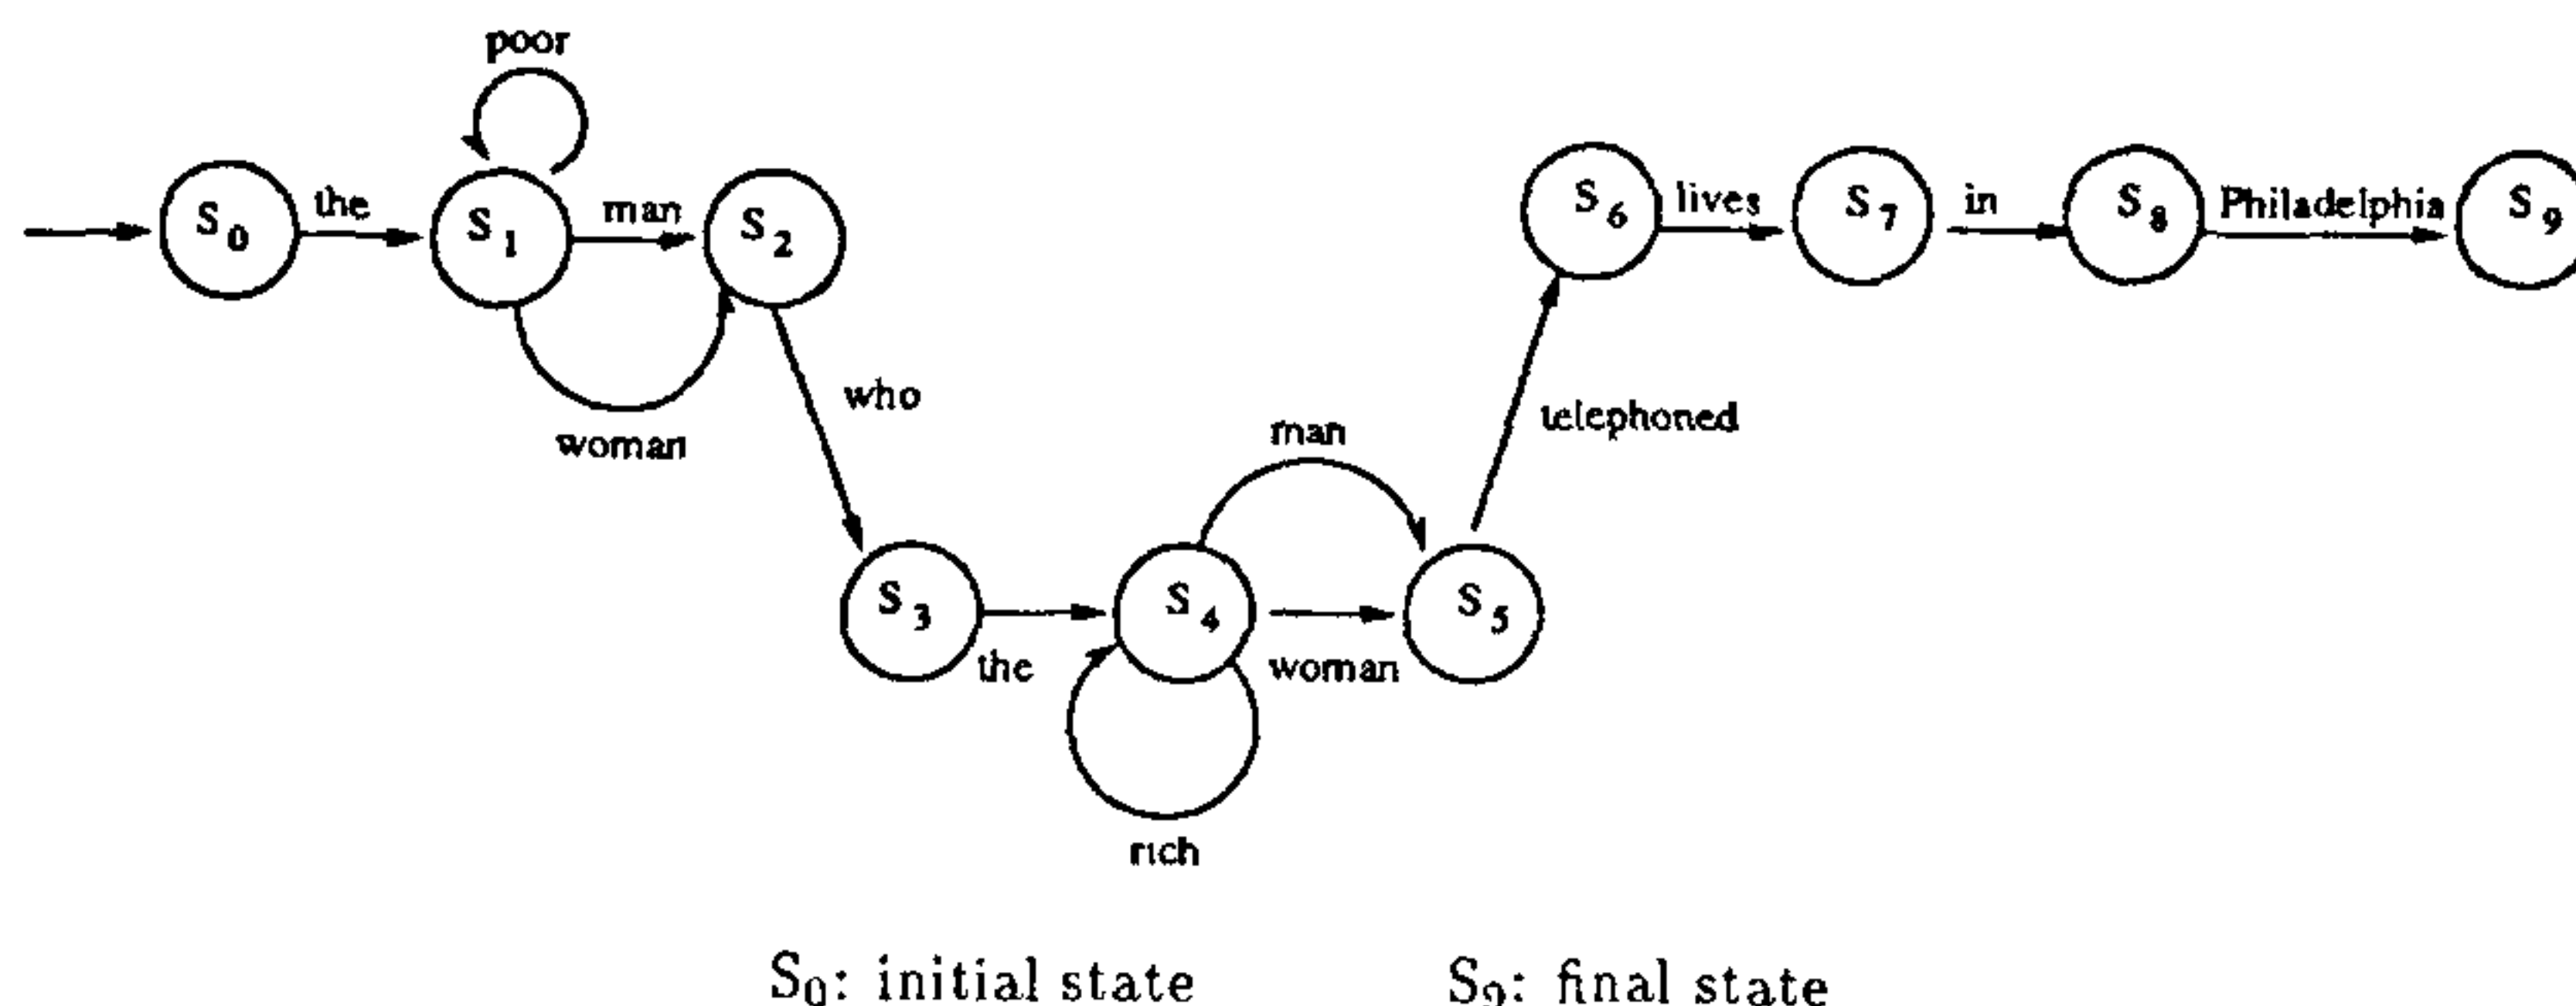 poor
S0 the S1 man S2
woman
who
S6 lives S7 in S8 Philadelphia S9
telephoned
man
S3 the S4 woman S5
rich
S0: initial state S9: final state